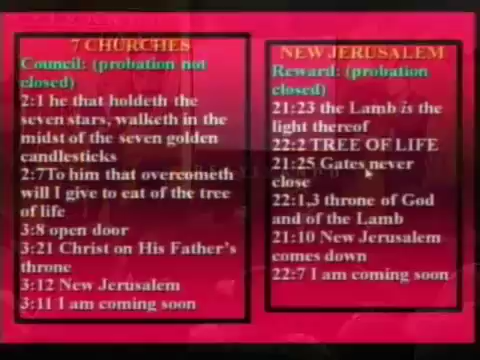 7 CHURCHES
Council: (probation not
closed)
2:1 he that holdeth the
seven stars, walketh in the
midst of the seven golden
candlesticks
2:7To him that overcometh
will I give to eat of the tree
of life
3:8 open door
3:21 Christ on His Father's
throne
3:12 New Jerusalem
3:11 I am coming soon
NEW JERUSALEM
Reward: (probation
closed)
21:23 the Lamb is the
light thereof
22:2 TREE OF LIFE
21:25 Gates never
close
22:1,3 throne of God
and of the Lamb
21:10 New Jerusalem
comes down
22:7 I am coming soon